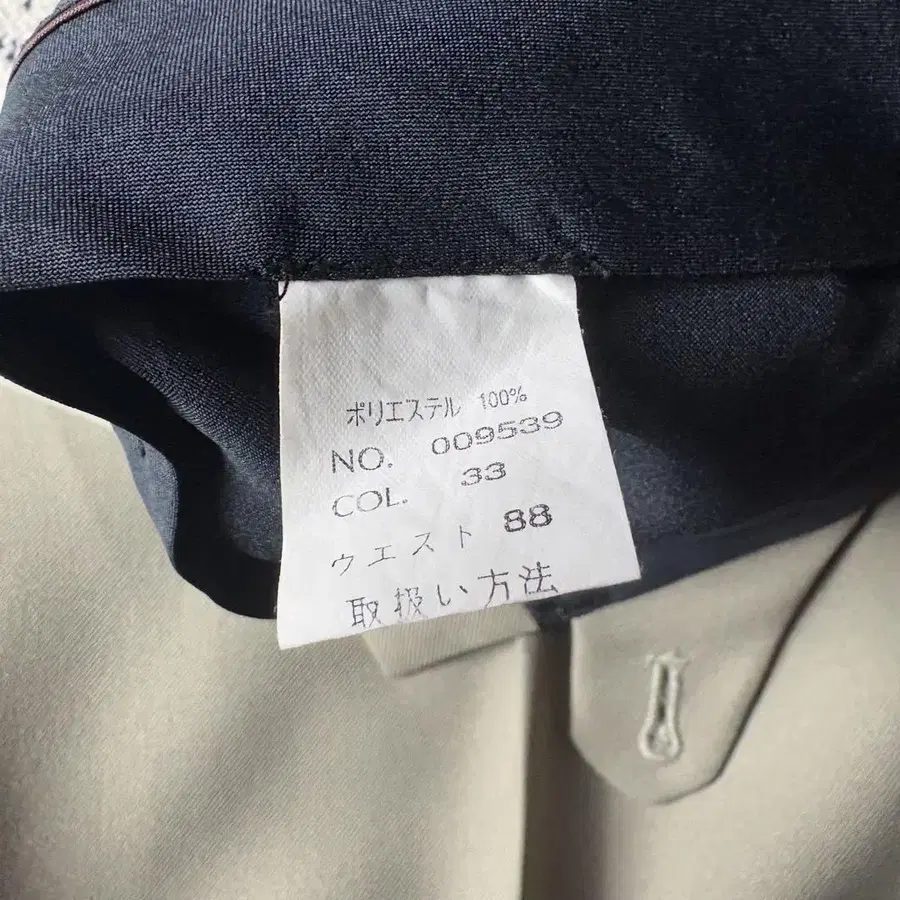 ポリエステル 100%
NO. 009539
COL. 33
ウエスト 88
取扱い方法